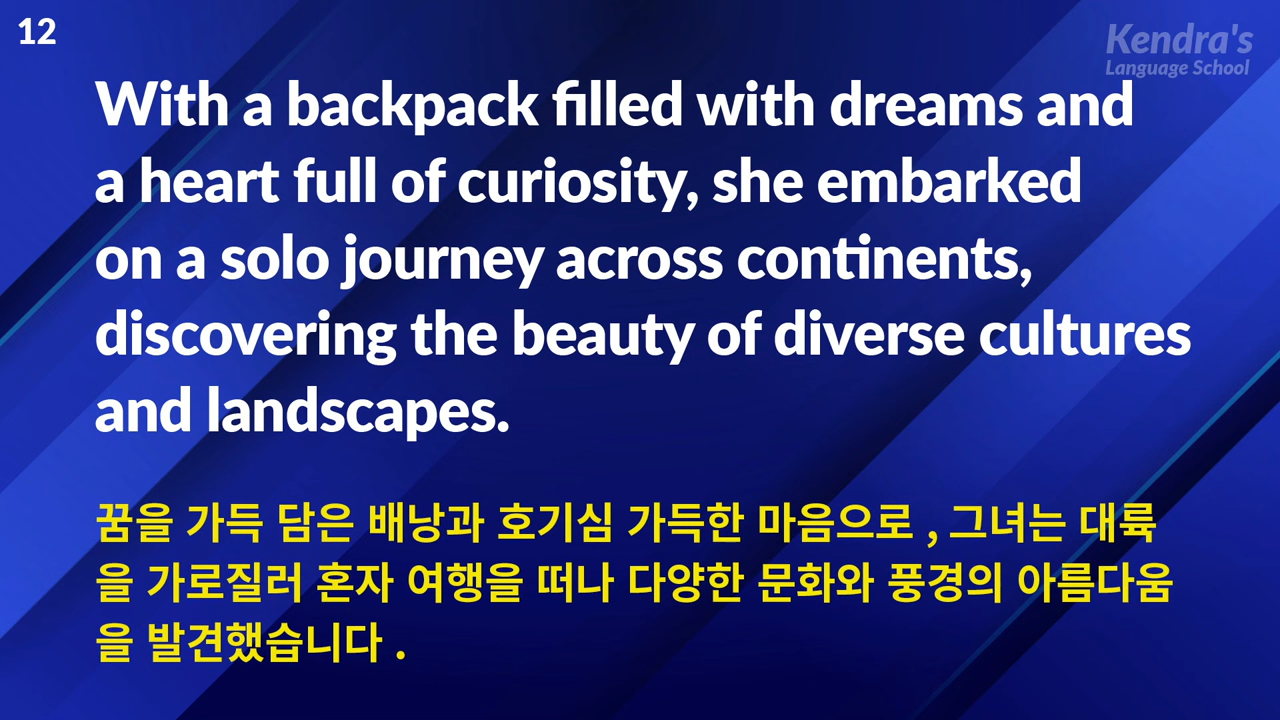 12
Kendra's
Language School
With a backpack filled with dreams and
a heart full of curiosity, she embarked
on a solo journey across continents,
discovering the beauty of diverse cultures
and landscapes.
꿈을 가득 담은 배낭과 호기심 가득한 마음으로 , 그녀는 대륙
을 가로질러 혼자 여행을 떠나 다양한 문화와 풍경의 아름다움
을 발견했습니다 .